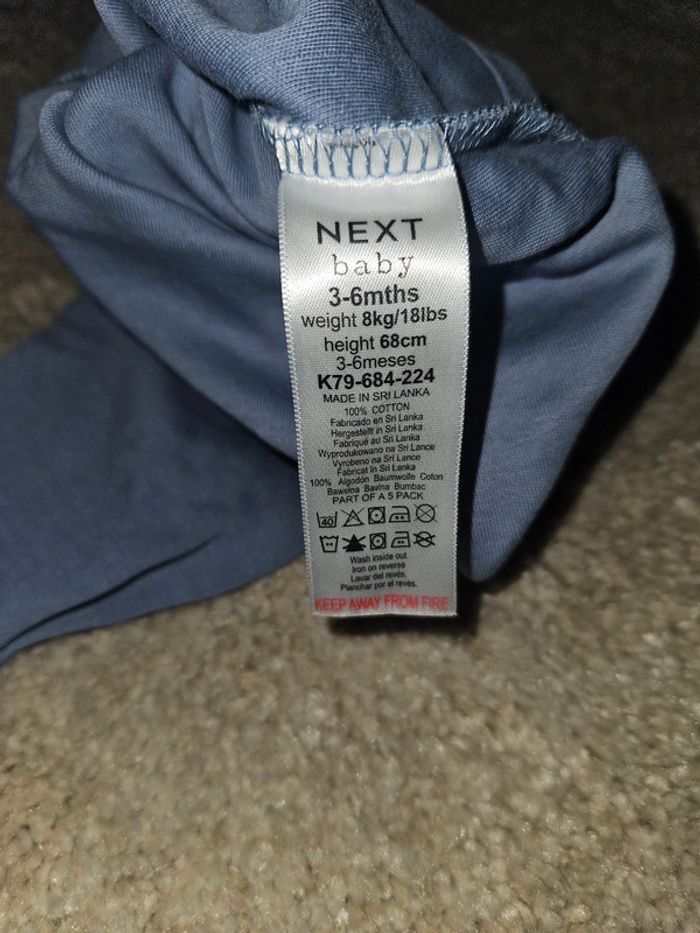 NEXT
baby
3-6mths
weight 8kg/18lbs
height 68cm
3-6meses
K79-684-224
MADE IN SRI LANKA
100% COTTON
Fabricado en Sri Lanka
Hergestellt in Sri Lanka
Fabriqué au Sri Lanka
Wyprodukowano na Sri Lance
Vyrobeno na Sri Lance
Fabricat în Sri Lanka
100% Algodón Baumwolle Coton
Bawełna Bavlna Bumbac
PART OF A 5 PACK
40
Wash inside out
Iron on reverse
Lavar del revés.
Planchar por el revés.
KEEP AWAY FROM FIRE